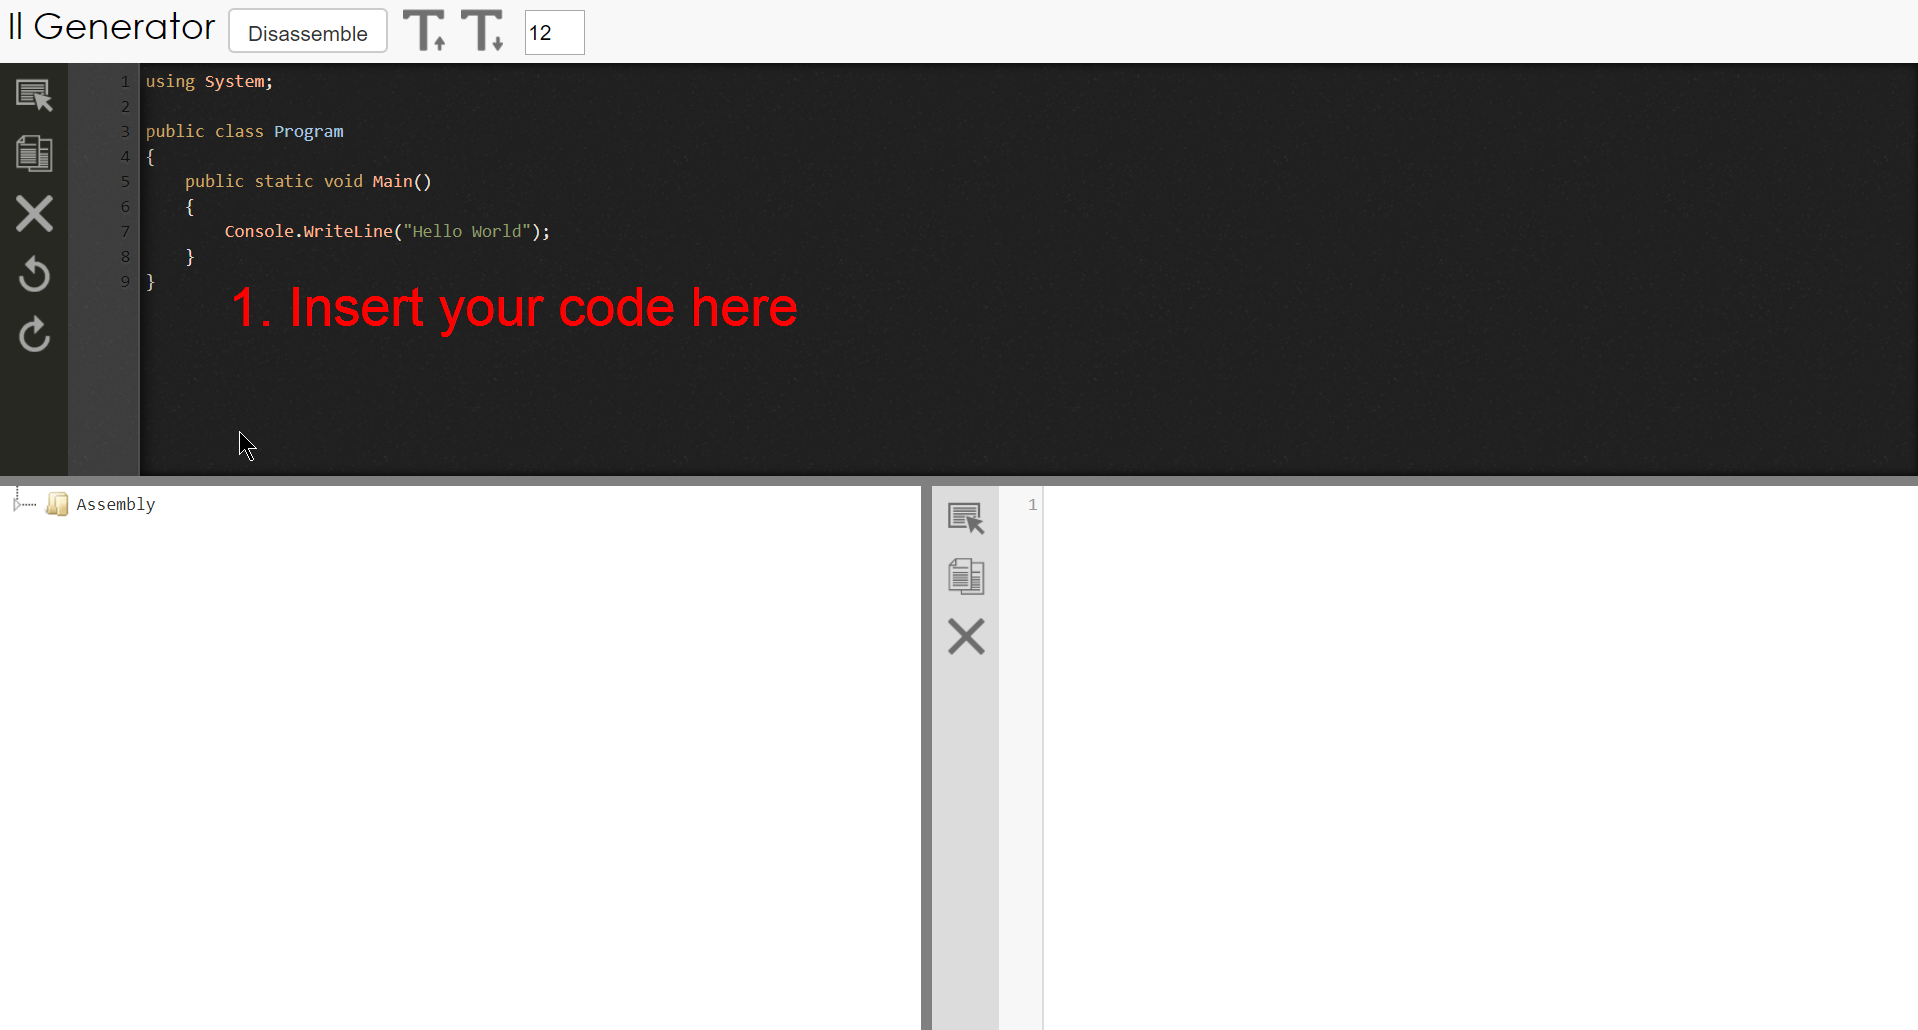 Il Generator
Disassemble
12
1 using System;
2
3 public class Program
4 {
5     public static void Main()
6     {
7         Console.WriteLine("Hello World");
8     }
9 }
1. Insert your code here
Assembly
1